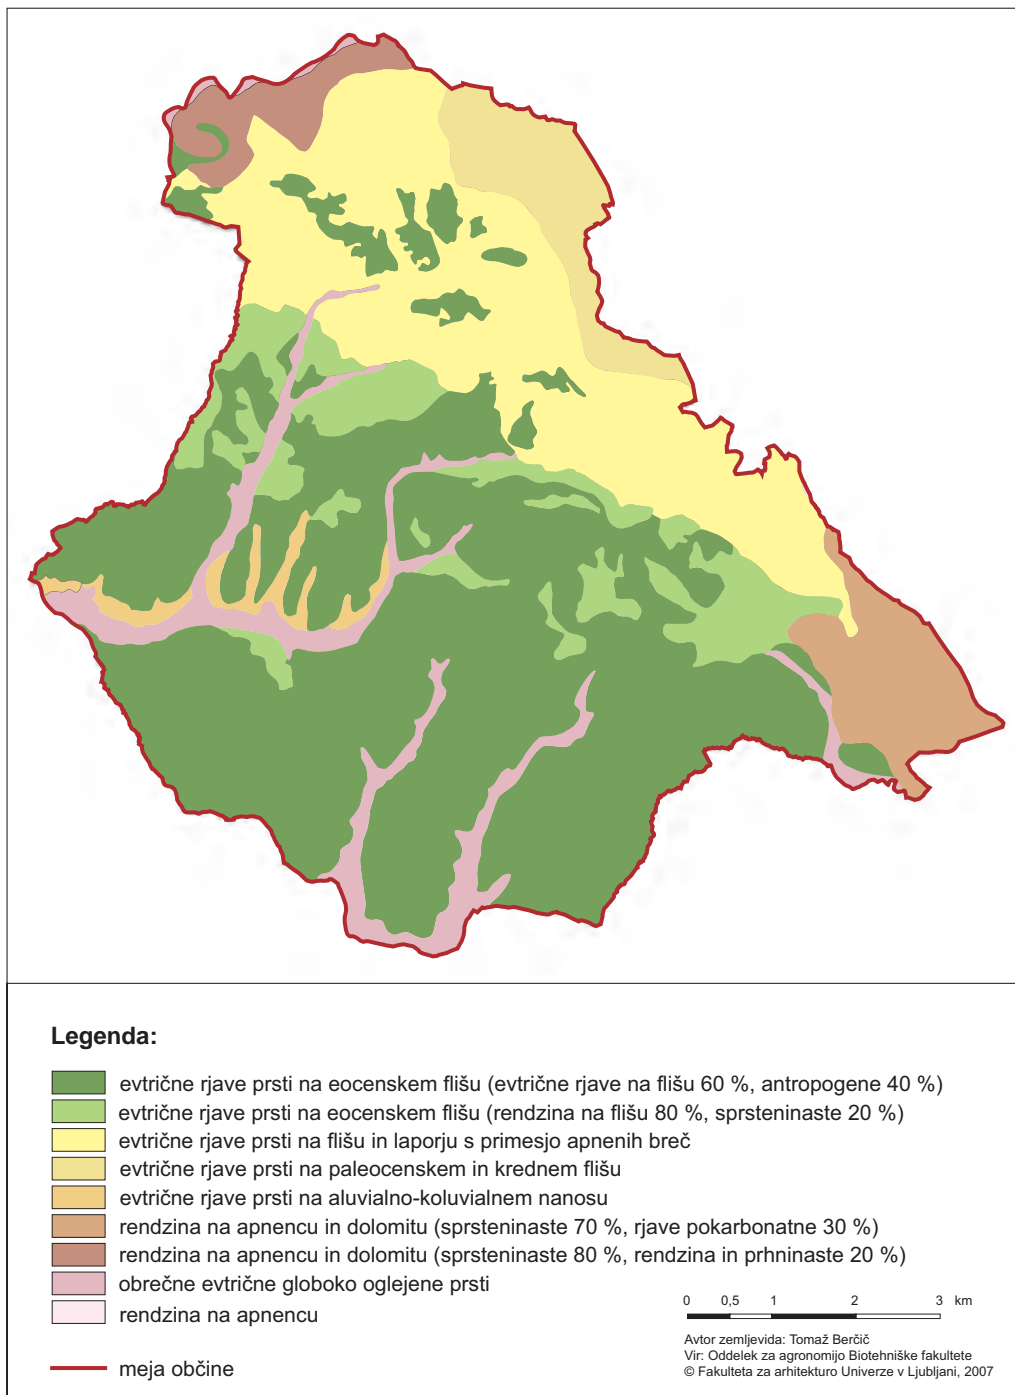 Legenda:
evtrične rjave prsti na eocenskem flišu (evtrične rjave na flišu 60 %, antropogene 40 %)
evtrične rjave prsti na eocenskem flišu (rendzina na flišu 80 %, sprsteninaste 20 %)
evtrične rjave prsti na flišu in laporju s primesjo apnenih breč
evtrične rjave prsti na paleocenskem in krednem flišu
evtrične rjave prsti na aluvialno-koluvialnem nanosu
rendzina na apnencu in dolomitu (sprsteninaste 70 %, rjave pokarbonatne 30 %)
rendzina na apnencu in dolomitu (sprsteninaste 80 %, rendzina in prhninaste 20 %)
obrečne evtrične globoko oglejene prsti
rendzina na apnencu
meja občine
0 0,5 1 2 3 km
Avtor zemljevida: Tomaž Berčič
Vir: Oddelek za agronomijo Biotehniške fakultete
© Fakulteta za arhitekturo Univerze v Ljubljani, 2007